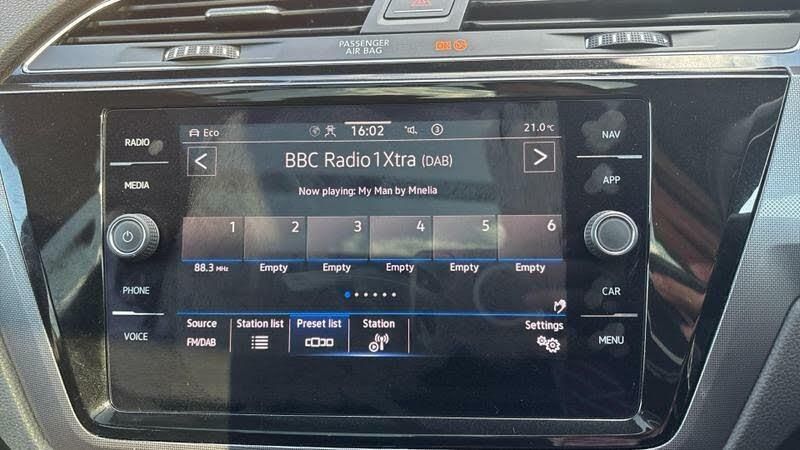 PASSENGER
AIR BAG ON
RADIO
MEDIA
PHONE
VOICE
Eco 16:02 3 21.0°C
< BBC Radio 1Xtra (DAB) >
Now playing: My Man by Mnelia
1 2 3 4 5 6
88.3 MHz Empty Empty Empty Empty Empty
Source Station list Preset list Station Settings
FM/DAB
NAV
APP
CAR
MENU